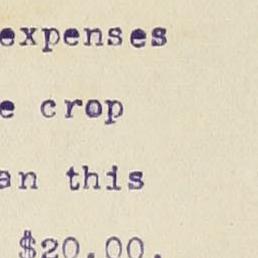 expenses
e crop
an this
$20.00.